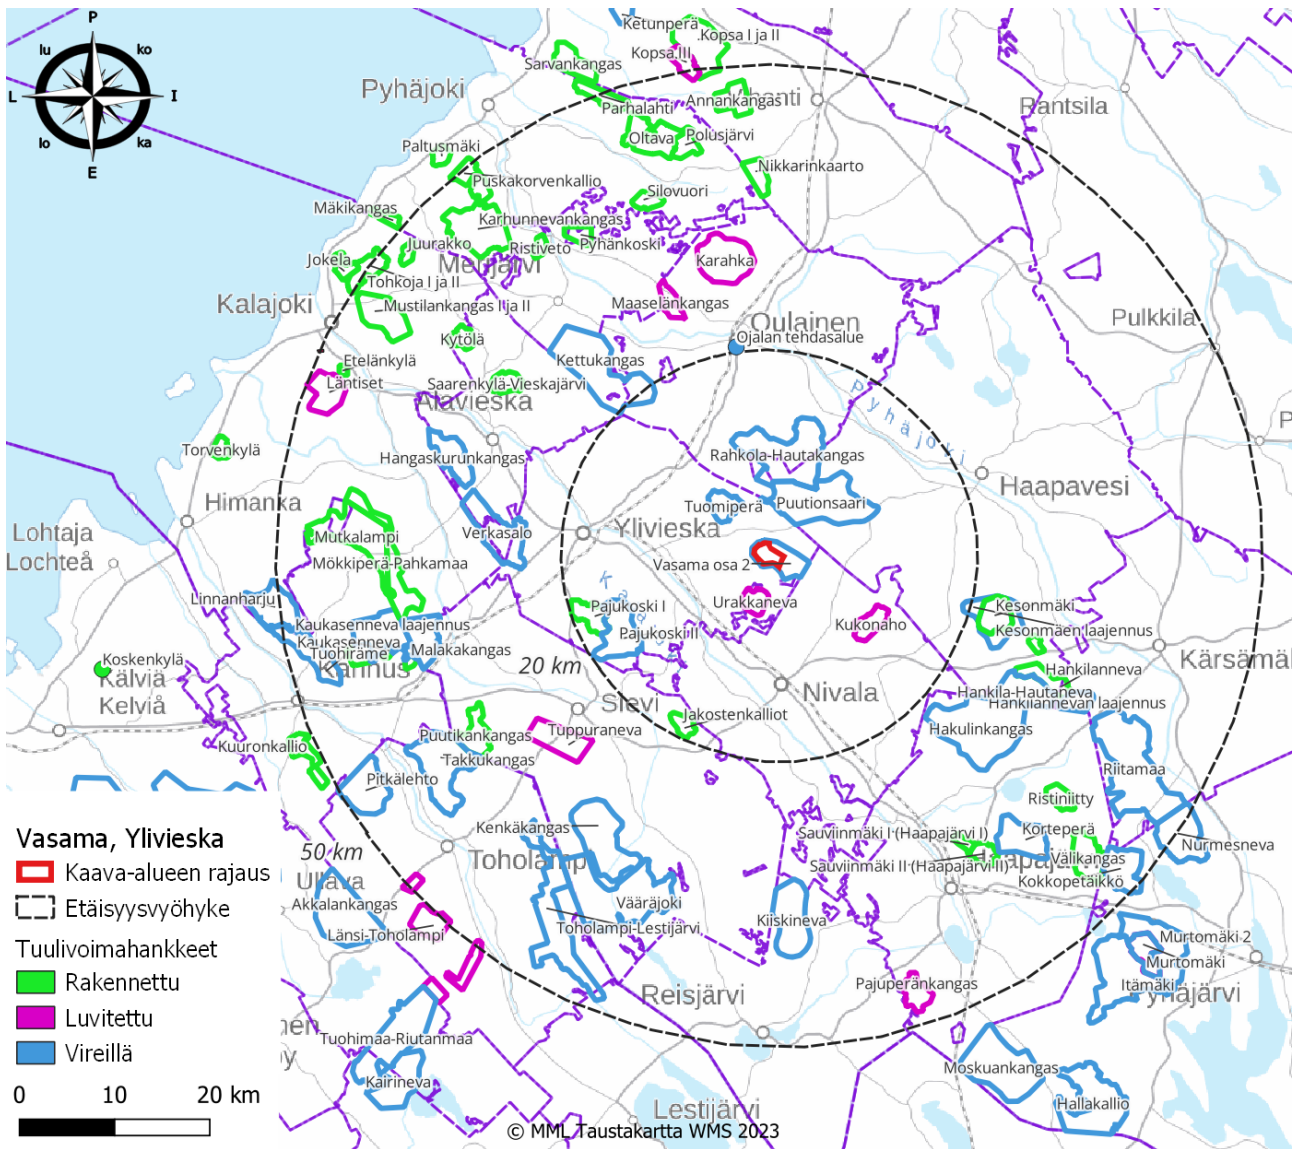 P
lu
ko
L
I
lo
ka
E
Ketunperä
Kopsa I ja II
Kopsa III
Sarvankangas
Pyhäjoki
Parhalahti
Annankangas
Rantsila
Oltava
Polusjärvi
Paltusmäki
Nikkarinkaarto
Puskakorvenkallio
Silovuori
Mäkikangas
Karhunnevankangas
Juurakko
Ristiveto
Pyhänkoski
Jokela
Merijärvi
Karahka
Tohkoja I ja II
Kalajoki
Mustilankangas I ja II
Maaselänkangas
Oulainen
Pulkkila
Kytölä
Ojalan tehdasalue
Etelänkylä
Kettukangas
Läntiset
Saarenkylä-Vieskajärvi
Alavieska
Pyhäjoki
Torvenkylä
Hangaskurunkangas
Rahkola-Hautakangas
Haapavesi
Himanka
Tuomiperä
Puutionsaari
Lohtaja
Lochteå
Mutkalampi
Verkasalo
Ylivieska
Mökkiperä-Pahkamaa
Vasama osa 2
Linnanharju
Pajukoski I
Urakkaneva
Kesonmäki
Kaukasenneva laajennus
Kukonaho
Kesonmäen laajennus
Kaukasenneva
Pajukoski II
Tuohirame
Malakakangas
Koskenkylä
Kannus
20 km
Kärsämä
Kälviä
Kelviå
Hankilanneva
Nivala
Hankila-Hautaneva
Hankilannevan laajennus
Sievi
Jakostenkalliot
Puutikankangas
Tuppuraneva
Hakulinkangas
Kuuronkallio
Takkukangas
Pitkälehto
Riitamaa
Ristiniitty
Kenkäkangas
Sauviinmäki I (Haapajärvi I)
Korteperä
Nurmesneva
50 km
Toholampi
Sauviinmäki II (Haapajärvi II)
Välikangas
Kokkopetäikkö
Ullava
Akkalankangas
Vääräjoki
Kiiskineva
Länsi-Toholampi
Toholampi-Lestijärvi
Murtomäki 2
Murtomäki
Itämäki
Pajuperänkangas
Pyhäjärvi
Reisjärvi
Tuohimaa-Riutanmaa
Moskuankangas
Kairineva
Hallakallio
Lestijärvi
© MML Taustakartta WMS 2023
Vasama, Ylivieska
Kaava-alueen rajaus
Etäisyysvyöhyke
Tuulivoimahankkeet
Rakennettu
Luvitettu
Vireillä
0 10 20 km